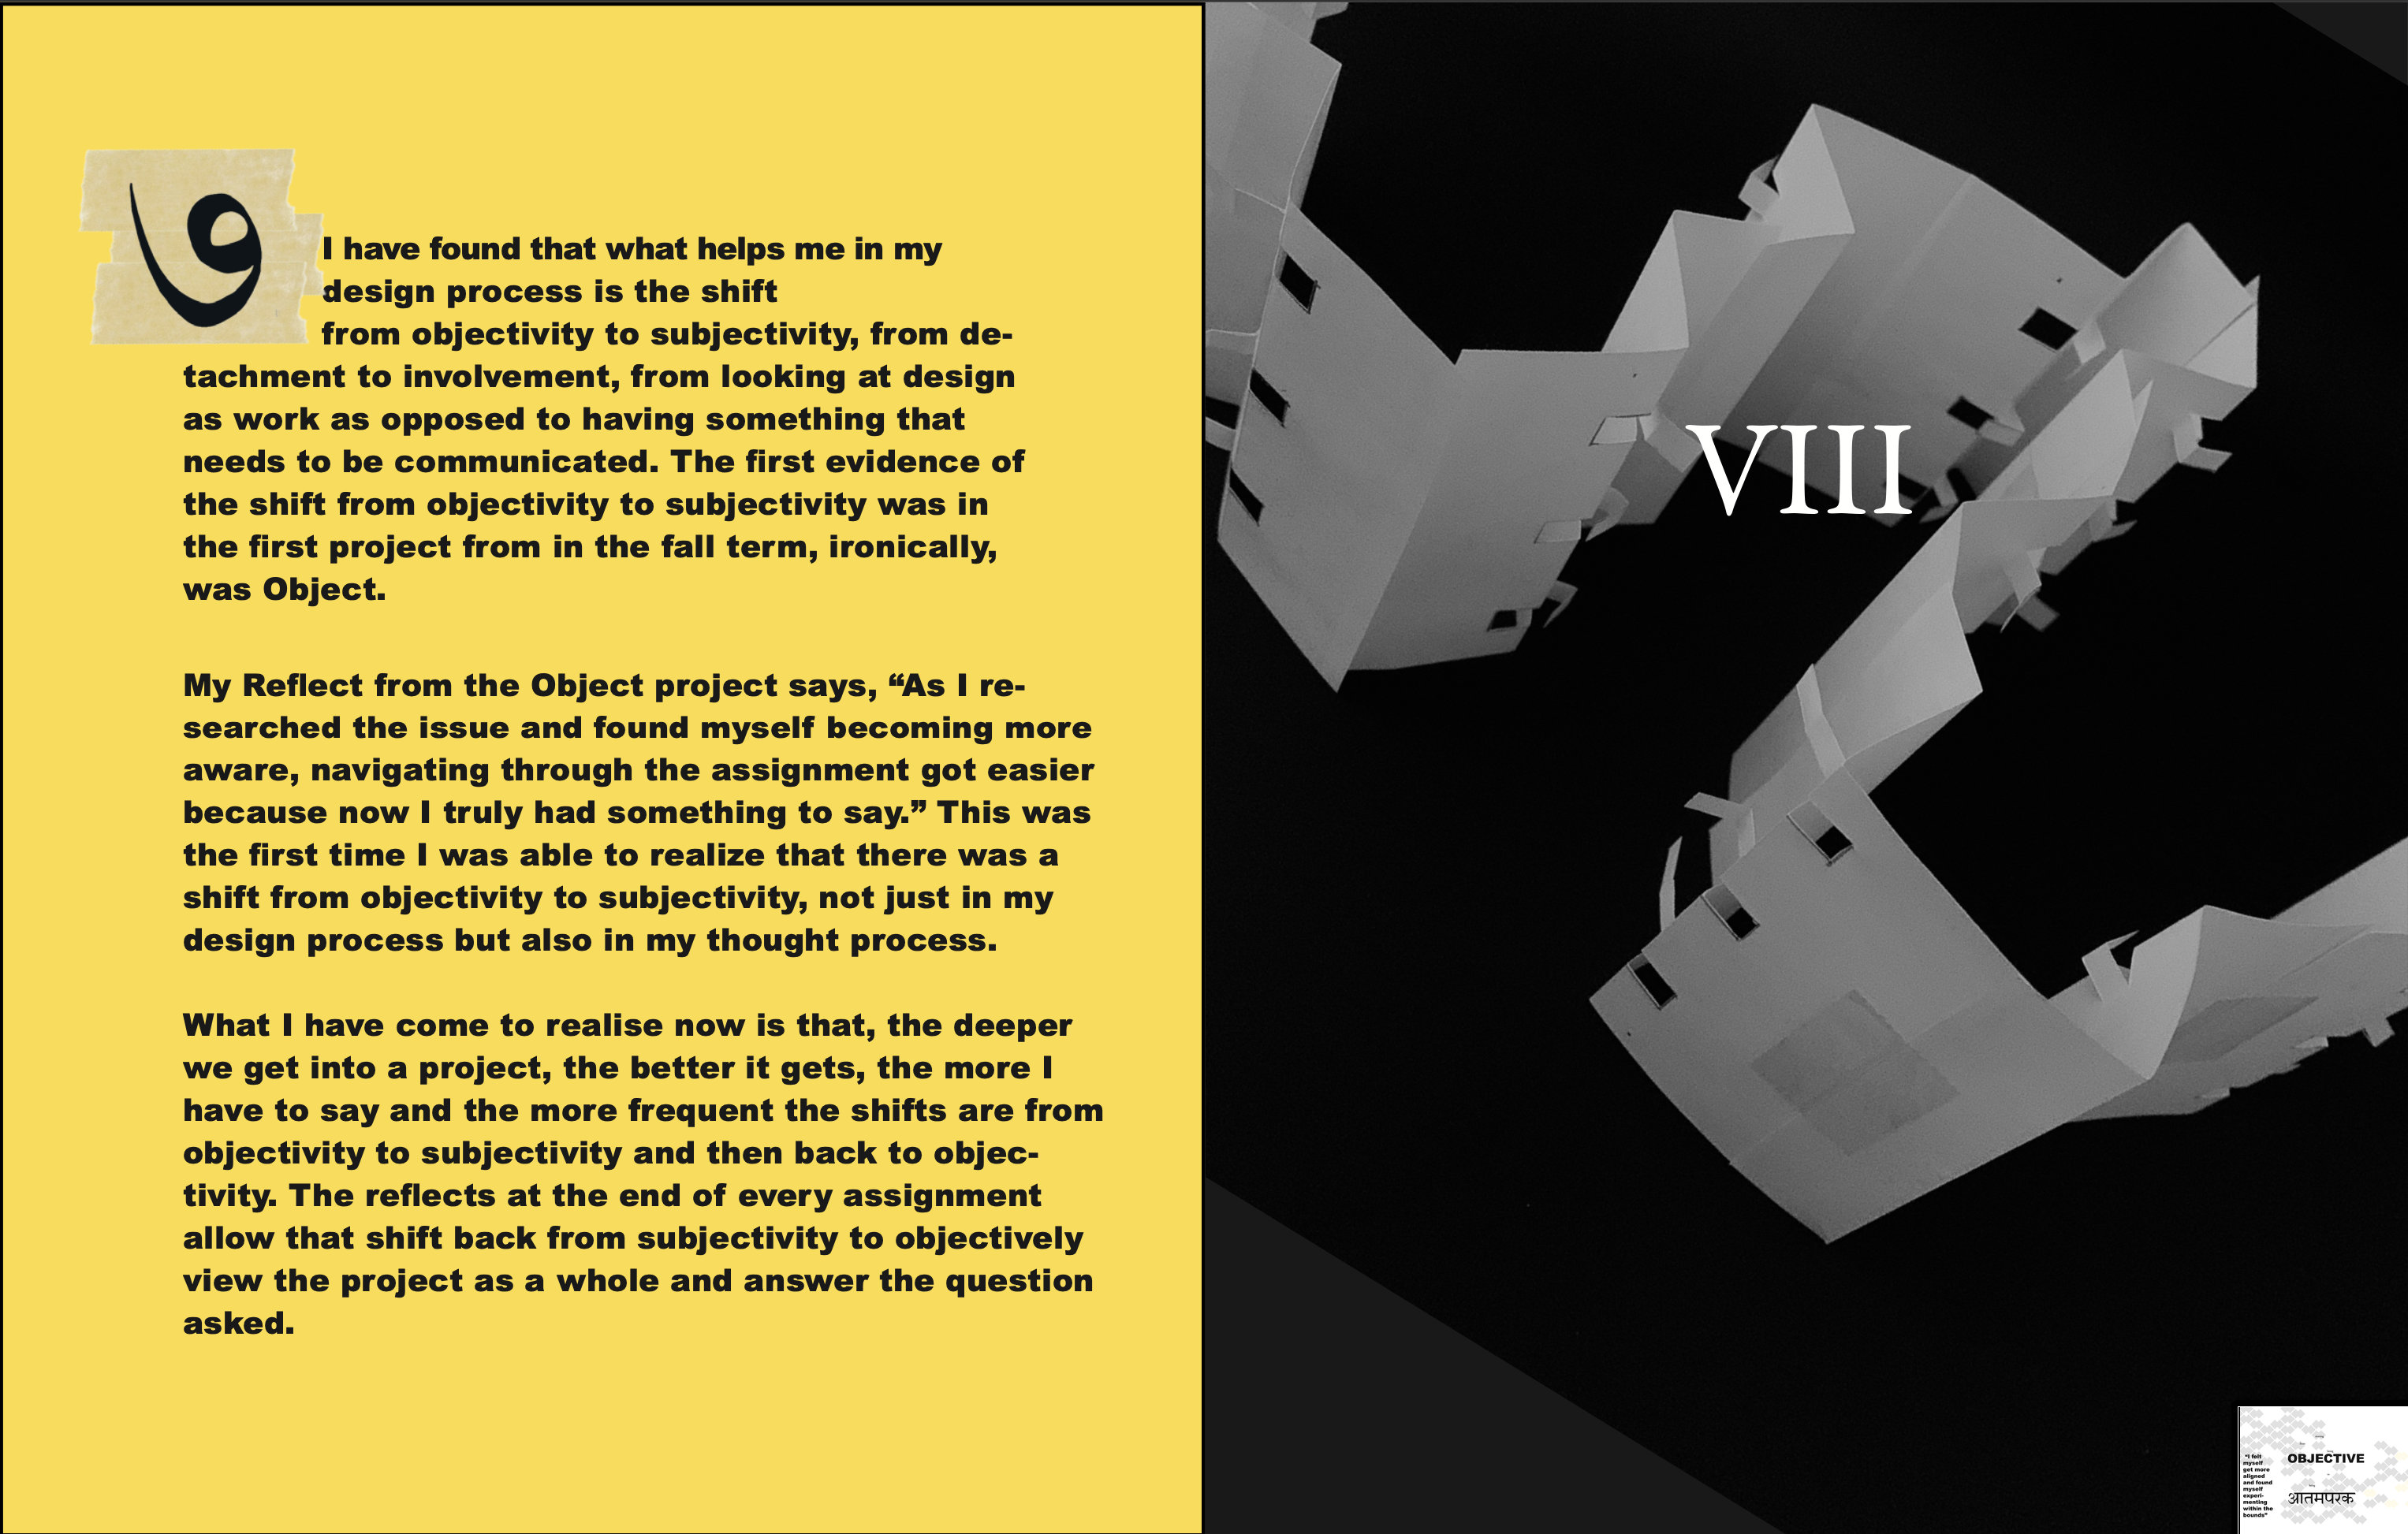 و
I have found that what helps me in my
design process is the shift
from objectivity to subjectivity, from de-
tachment to involvement, from looking at design
as work as opposed to having something that
needs to be communicated. The first evidence of
the shift from objectivity to subjectivity was in
the first project from in the fall term, ironically,
was Object.
My Reflect from the Object project says, “As I re-
searched the issue and found myself becoming more
aware, navigating through the assignment got easier
because now I truly had something to say.” This was
the first time I was able to realize that there was a
shift from objectivity to subjectivity, not just in my
design process but also in my thought process.
What I have come to realise now is that, the deeper
we get into a project, the better it gets, the more I
have to say and the more frequent the shifts are from
objectivity to subjectivity and then back to objec-
tivity. The reflects at the end of every assignment
allow that shift back from subjectivity to objectively
view the project as a whole and answer the question
asked.
VIII
“I felt
myself
get more
aligned
and found
myself
experi-
menting
within the
bounds”
OBJECTIVE
आतमपरक